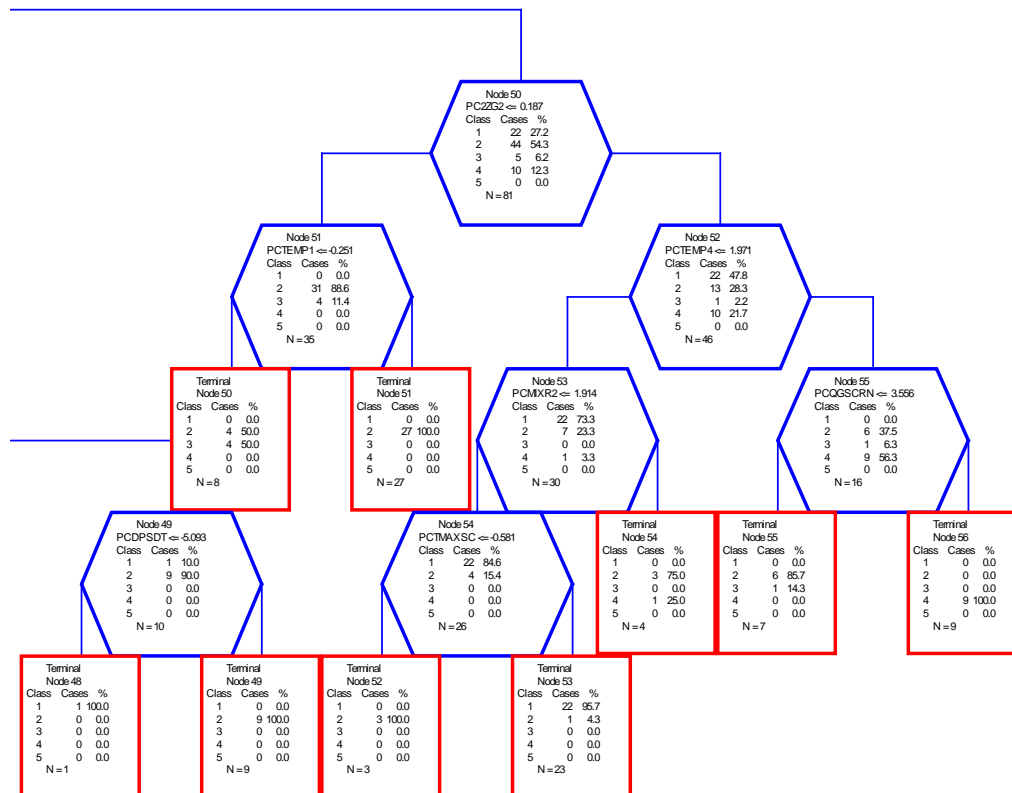 Node 50
PC2ZG2 <= 0.187
Class Cases %
1 22 27.2
2 44 54.3
3 5 6.2
4 10 12.3
5 0 0.0
N = 81
Node 51
PCTEMP1 <= -0.251
Class Cases %
1 0 0.0
2 31 88.6
3 4 11.4
4 0 0.0
5 0 0.0
N = 35
Node 52
PCTEMP4 <= 1.971
Class Cases %
1 22 47.8
2 13 28.3
3 1 2.2
4 10 21.7
5 0 0.0
N = 46
Terminal
Node 50
Class Cases %
1 0 0.0
2 4 50.0
3 4 50.0
4 0 0.0
5 0 0.0
N = 8
Terminal
Node 51
Class Cases %
1 0 0.0
2 27 100.0
3 0 0.0
4 0 0.0
5 0 0.0
N = 27
Node 53
PCMIXR2 <= 1.914
Class Cases %
1 22 73.3
2 7 23.3
3 0 0.0
4 1 3.3
5 0 0.0
N = 30
Node 55
PCQGSCRN <= 3.556
Class Cases %
1 0 0.0
2 6 37.5
3 1 6.3
4 9 56.3
5 0 0.0
N = 16
Node 49
PCDPSDT <= -5.093
Class Cases %
1 1 10.0
2 9 90.0
3 0 0.0
4 0 0.0
5 0 0.0
N = 10
Node 54
PCTMAXSC <= -0.581
Class Cases %
1 22 84.6
2 4 15.4
3 0 0.0
4 0 0.0
5 0 0.0
N = 26
Terminal
Node 54
Class Cases %
1 0 0.0
2 3 75.0
3 0 0.0
4 1 25.0
5 0 0.0
N = 4
Terminal
Node 55
Class Cases %
1 0 0.0
2 6 85.7
3 1 14.3
4 0 0.0
5 0 0.0
N = 7
Terminal
Node 56
Class Cases %
1 0 0.0
2 0 0.0
3 0 0.0
4 9 100.0
5 0 0.0
N = 9
Terminal
Node 48
Class Cases %
1 1 100.0
2 0 0.0
3 0 0.0
4 0 0.0
5 0 0.0
N = 1
Terminal
Node 49
Class Cases %
1 0 0.0
2 9 100.0
3 0 0.0
4 0 0.0
5 0 0.0
N = 9
Terminal
Node 52
Class Cases %
1 0 0.0
2 3 100.0
3 0 0.0
4 0 0.0
5 0 0.0
N = 3
Terminal
Node 53
Class Cases %
1 22 95.7
2 1 4.3
3 0 0.0
4 0 0.0
5 0 0.0
N = 23